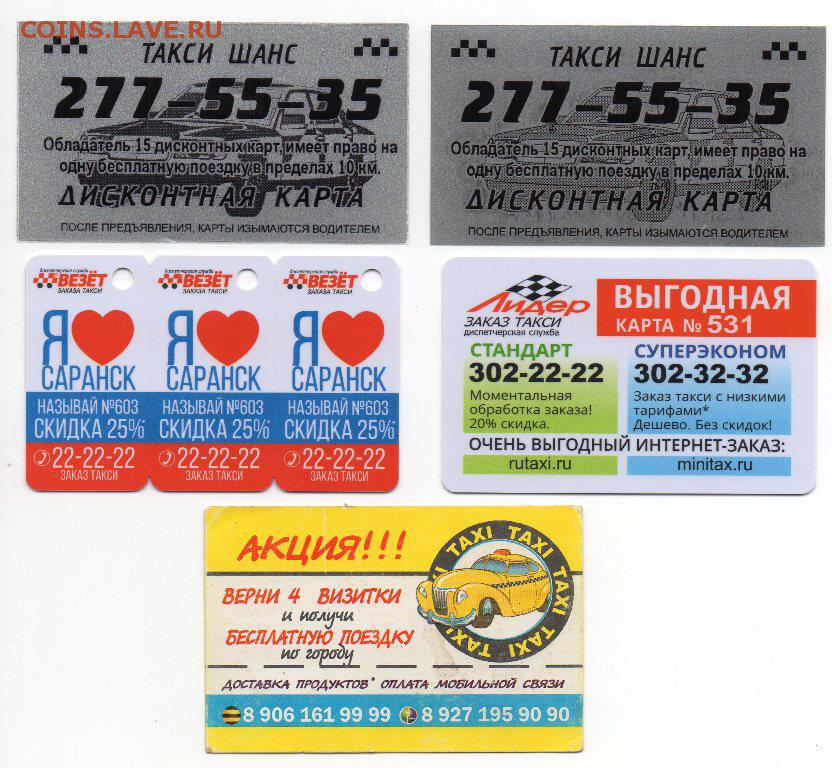 COINS.LAVE.RU
ТАКСИ ШАНС
277-55-35
Обладатель 15 дисконтных карт, имеет право на
одну бесплатную поездку в пределах 10 км.
ДИСКОНТНАЯ КАРТА
ПОСЛЕ ПРЕДЪЯВЛЕНИЯ, КАРТЫ ИЗЫМАЮТСЯ ВОДИТЕЛЕМ
ТАКСИ ШАНС
277-55-35
Обладатель 15 дисконтных карт, имеет право на
одну бесплатную поездку в пределах 10 км.
ДИСКОНТНАЯ КАРТА
ПОСЛЕ ПРЕДЪЯВЛЕНИЯ, КАРТЫ ИЗЫМАЮТСЯ ВОДИТЕЛЕМ
диспетчерская служба
ВЕЗЁТ
ЗАКАЗ ТАКСИ
Я
САРАНСК
НАЗЫВАЙ №603
СКИДКА 25%*
22-22-22
ЗАКАЗ ТАКСИ
диспетчерская служба
ВЕЗЁТ
ЗАКАЗ ТАКСИ
Я
САРАНСК
НАЗЫВАЙ №603
СКИДКА 25%*
22-22-22
ЗАКАЗ ТАКСИ
диспетчерская служба
ВЕЗЁТ
ЗАКАЗ ТАКСИ
Я
САРАНСК
НАЗЫВАЙ №603
СКИДКА 25%*
22-22-22
ЗАКАЗ ТАКСИ
Лидер
ЗАКАЗ ТАКСИ
диспетчерская служба
ВЫГОДНАЯ
КАРТА № 531
СТАНДАРТ
302-22-22
Моментальная
обработка заказа!
20% скидка.
СУПЕРЭКОНОМ
302-32-32
Заказ такси с низкими
тарифами*
Дешево. Без скидок!
ОЧЕНЬ ВЫГОДНЫЙ ИНТЕРНЕТ-ЗАКАЗ:
rutaxi.ru minitax.ru
АКЦИЯ!!!
TAXI TAXI TAXI TAXI TAXI
ВЕРНИ 4 ВИЗИТКИ
и получи
БЕСПЛАТНУЮ ПОЕЗДКУ
по городу
ДОСТАВКА ПРОДУКТОВ* ОПЛАТА МОБИЛЬНОЙ СВЯЗИ
8 906 161 99 99 8 927 195 90 90